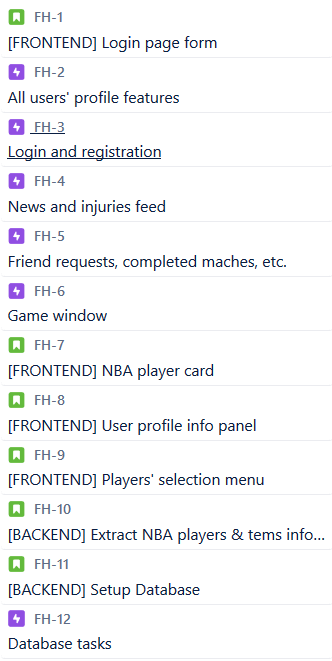 FH-1
[FRONTEND] Login page form
FH-2
All users' profile features
FH-3
Login and registration
FH-4
News and injuries feed
FH-5
Friend requests, completed maches, etc.
FH-6
Game window
FH-7
[FRONTEND] NBA player card
FH-8
[FRONTEND] User profile info panel
FH-9
[FRONTEND] Players' selection menu
FH-10
[BACKEND] Extract NBA players & tems info...
FH-11
[BACKEND] Setup Database
FH-12
Database tasks